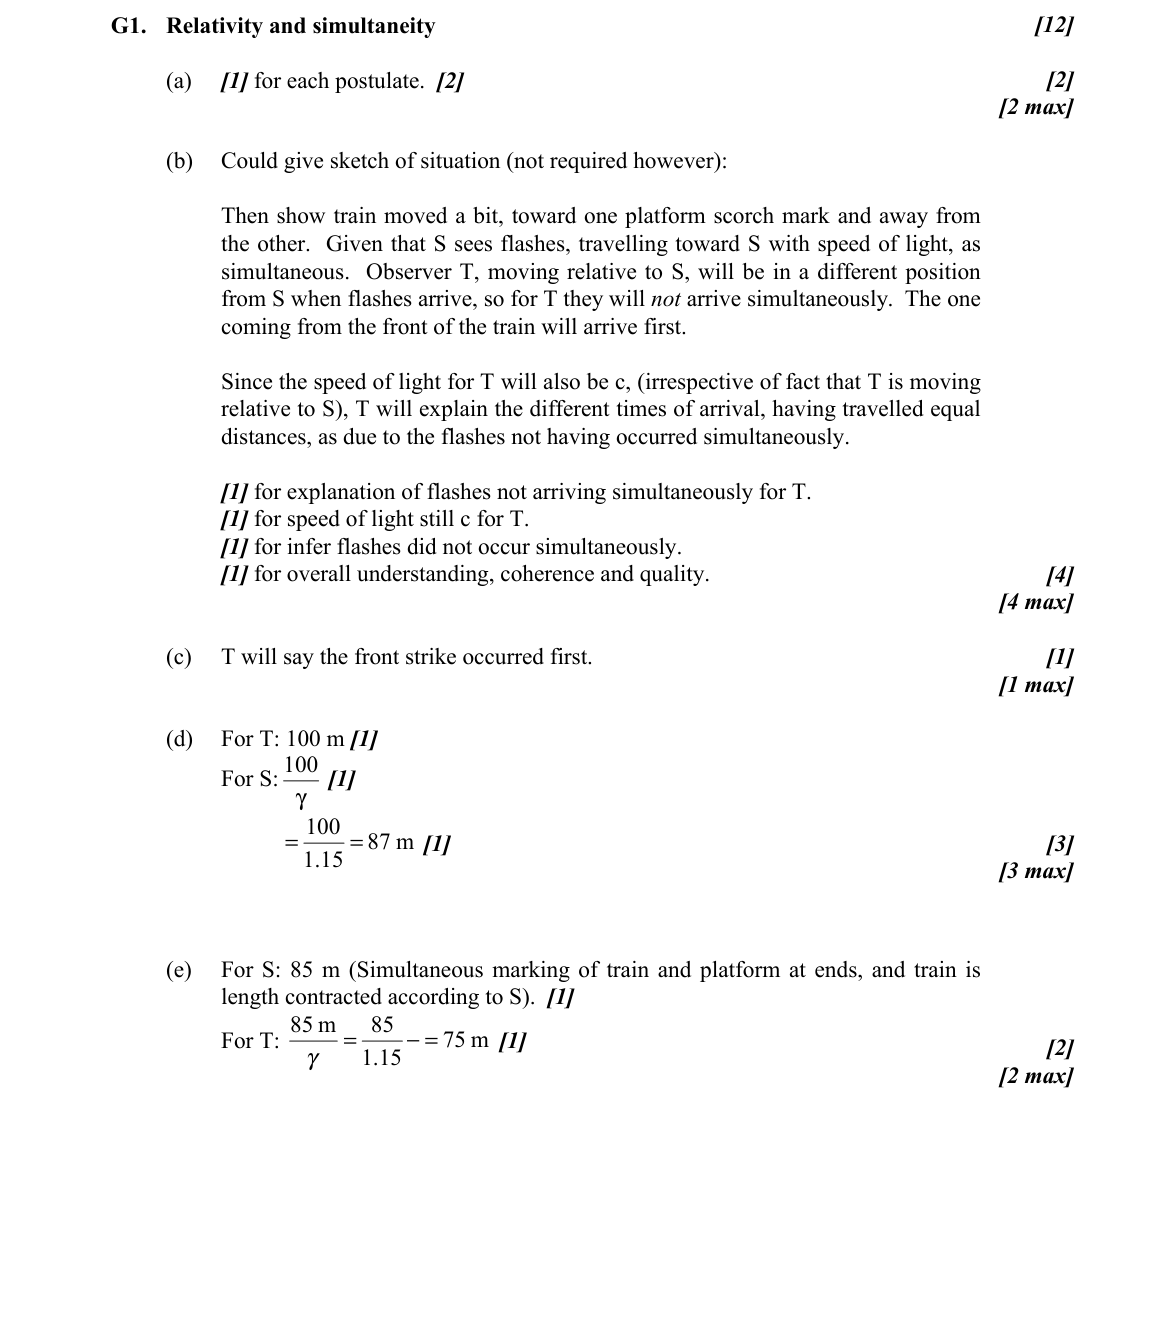 G1. Relativity and simultaneity [12]
(a) [1] for each postulate. [2] [2]
[2 max]
(b) Could give sketch of situation (not required however):
Then show train moved a bit, toward one platform scorch mark and away from
the other. Given that S sees flashes, travelling toward S with speed of light, as
simultaneous. Observer T, moving relative to S, will be in a different position
from S when flashes arrive, so for T they will not arrive simultaneously. The one
coming from the front of the train will arrive first.
Since the speed of light for T will also be c, (irrespective of fact that T is moving
relative to S), T will explain the different times of arrival, having travelled equal
distances, as due to the flashes not having occurred simultaneously.
[1] for explanation of flashes not arriving simultaneously for T.
[1] for speed of light still c for T.
[1] for infer flashes did not occur simultaneously.
[1] for overall understanding, coherence and quality. [4]
[4 max]
(c) T will say the front strike occurred first. [1]
[1 max]
(d) For T: 100 m [1]
For S: 100/γ [1]
= 100/1.15 = 87 m [1] [3]
[3 max]
(e) For S: 85 m (Simultaneous marking of train and platform at ends, and train is
length contracted according to S). [1]
For T: 85 m/γ = 85/1.15 − = 75 m [1] [2]
[2 max]